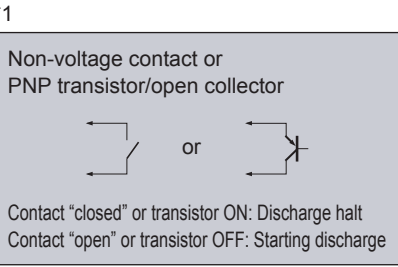 1
Non-voltage contact or
PNP transistor/open collector
or
Contact “closed” or transistor ON: Discharge halt
Contact “open” or transistor OFF: Starting discharge